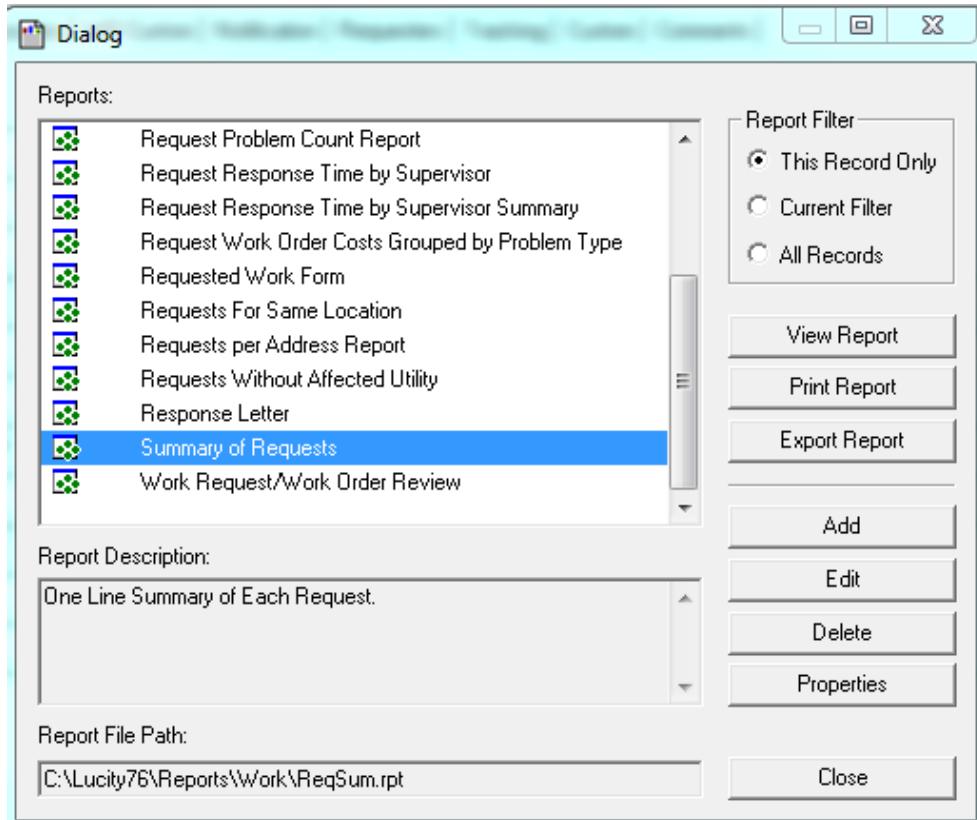 Dialog
Reports:
Request Problem Count Report
Request Response Time by Supervisor
Request Response Time by Supervisor Summary
Request Work Order Costs Grouped by Problem Type
Requested Work Form
Requests For Same Location
Requests per Address Report
Requests Without Affected Utility
Response Letter
Summary of Requests
Work Request/Work Order Review
Report Description:
One Line Summary of Each Request.
Report File Path:
C:\Lucity76\Reports\Work\ReqSum.rpt
Report Filter
This Record Only
Current Filter
All Records
View Report
Print Report
Export Report
Add
Edit
Delete
Properties
Close